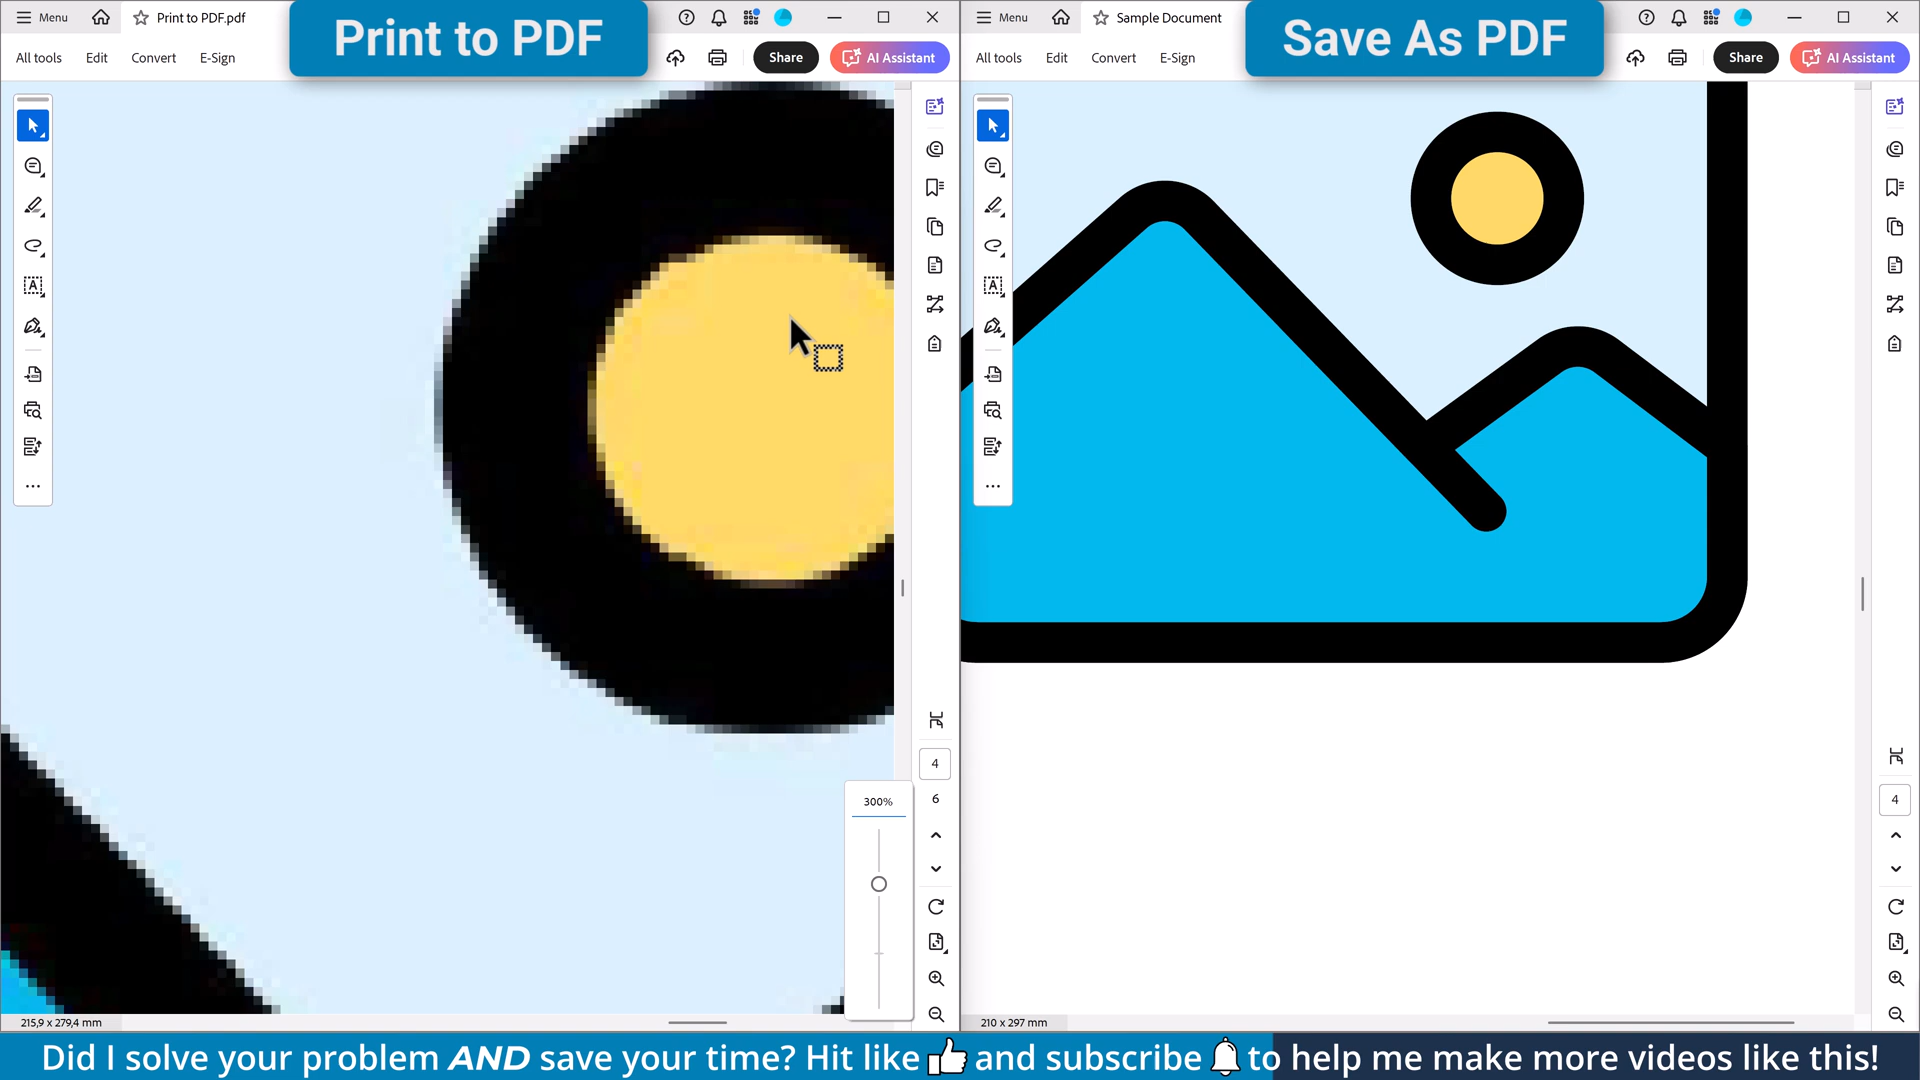 Menu
Print to PDF.pdf
Print to PDF
All tools
Edit
Convert
E-Sign
Share
AI Assistant
A
300%
4
6
215,9 x 279,4 mm
Menu
Sample Document
Save As PDF
All tools
Edit
Convert
E-Sign
Share
AI Assistant
A
4
210 x 297 mm
Did I solve your problem AND save your time? Hit like and subscribe to help me make more videos like this!